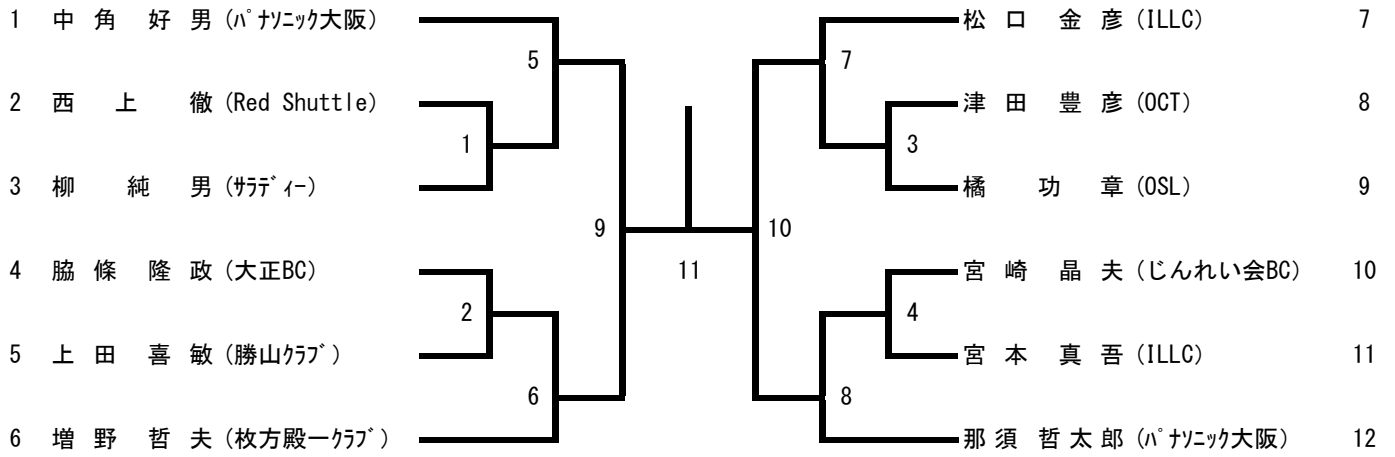 1 中角 好男 (ﾊﾟﾅｿﾆｯｸ大阪)
松口 金彦 (ILLC) 7
5
7
2 西上 徹 (Red Shuttle)
津田 豊彦 (OCT) 8
1
3
3 柳 純男 (ｻﾗﾃﾞｨｰ)
橘 功章 (OSL) 9
9
10
4 脇條 隆政 (大正BC)
11
宮崎 晶夫 (じんれい会BC) 10
2
4
5 上田 喜敏 (勝山ｸﾗﾌﾞ)
宮本 真吾 (ILLC) 11
6
8
6 増野 哲夫 (枚方殿一ｸﾗﾌﾞ)
那須 哲太郎 (ﾊﾟﾅｿﾆｯｸ大阪) 12